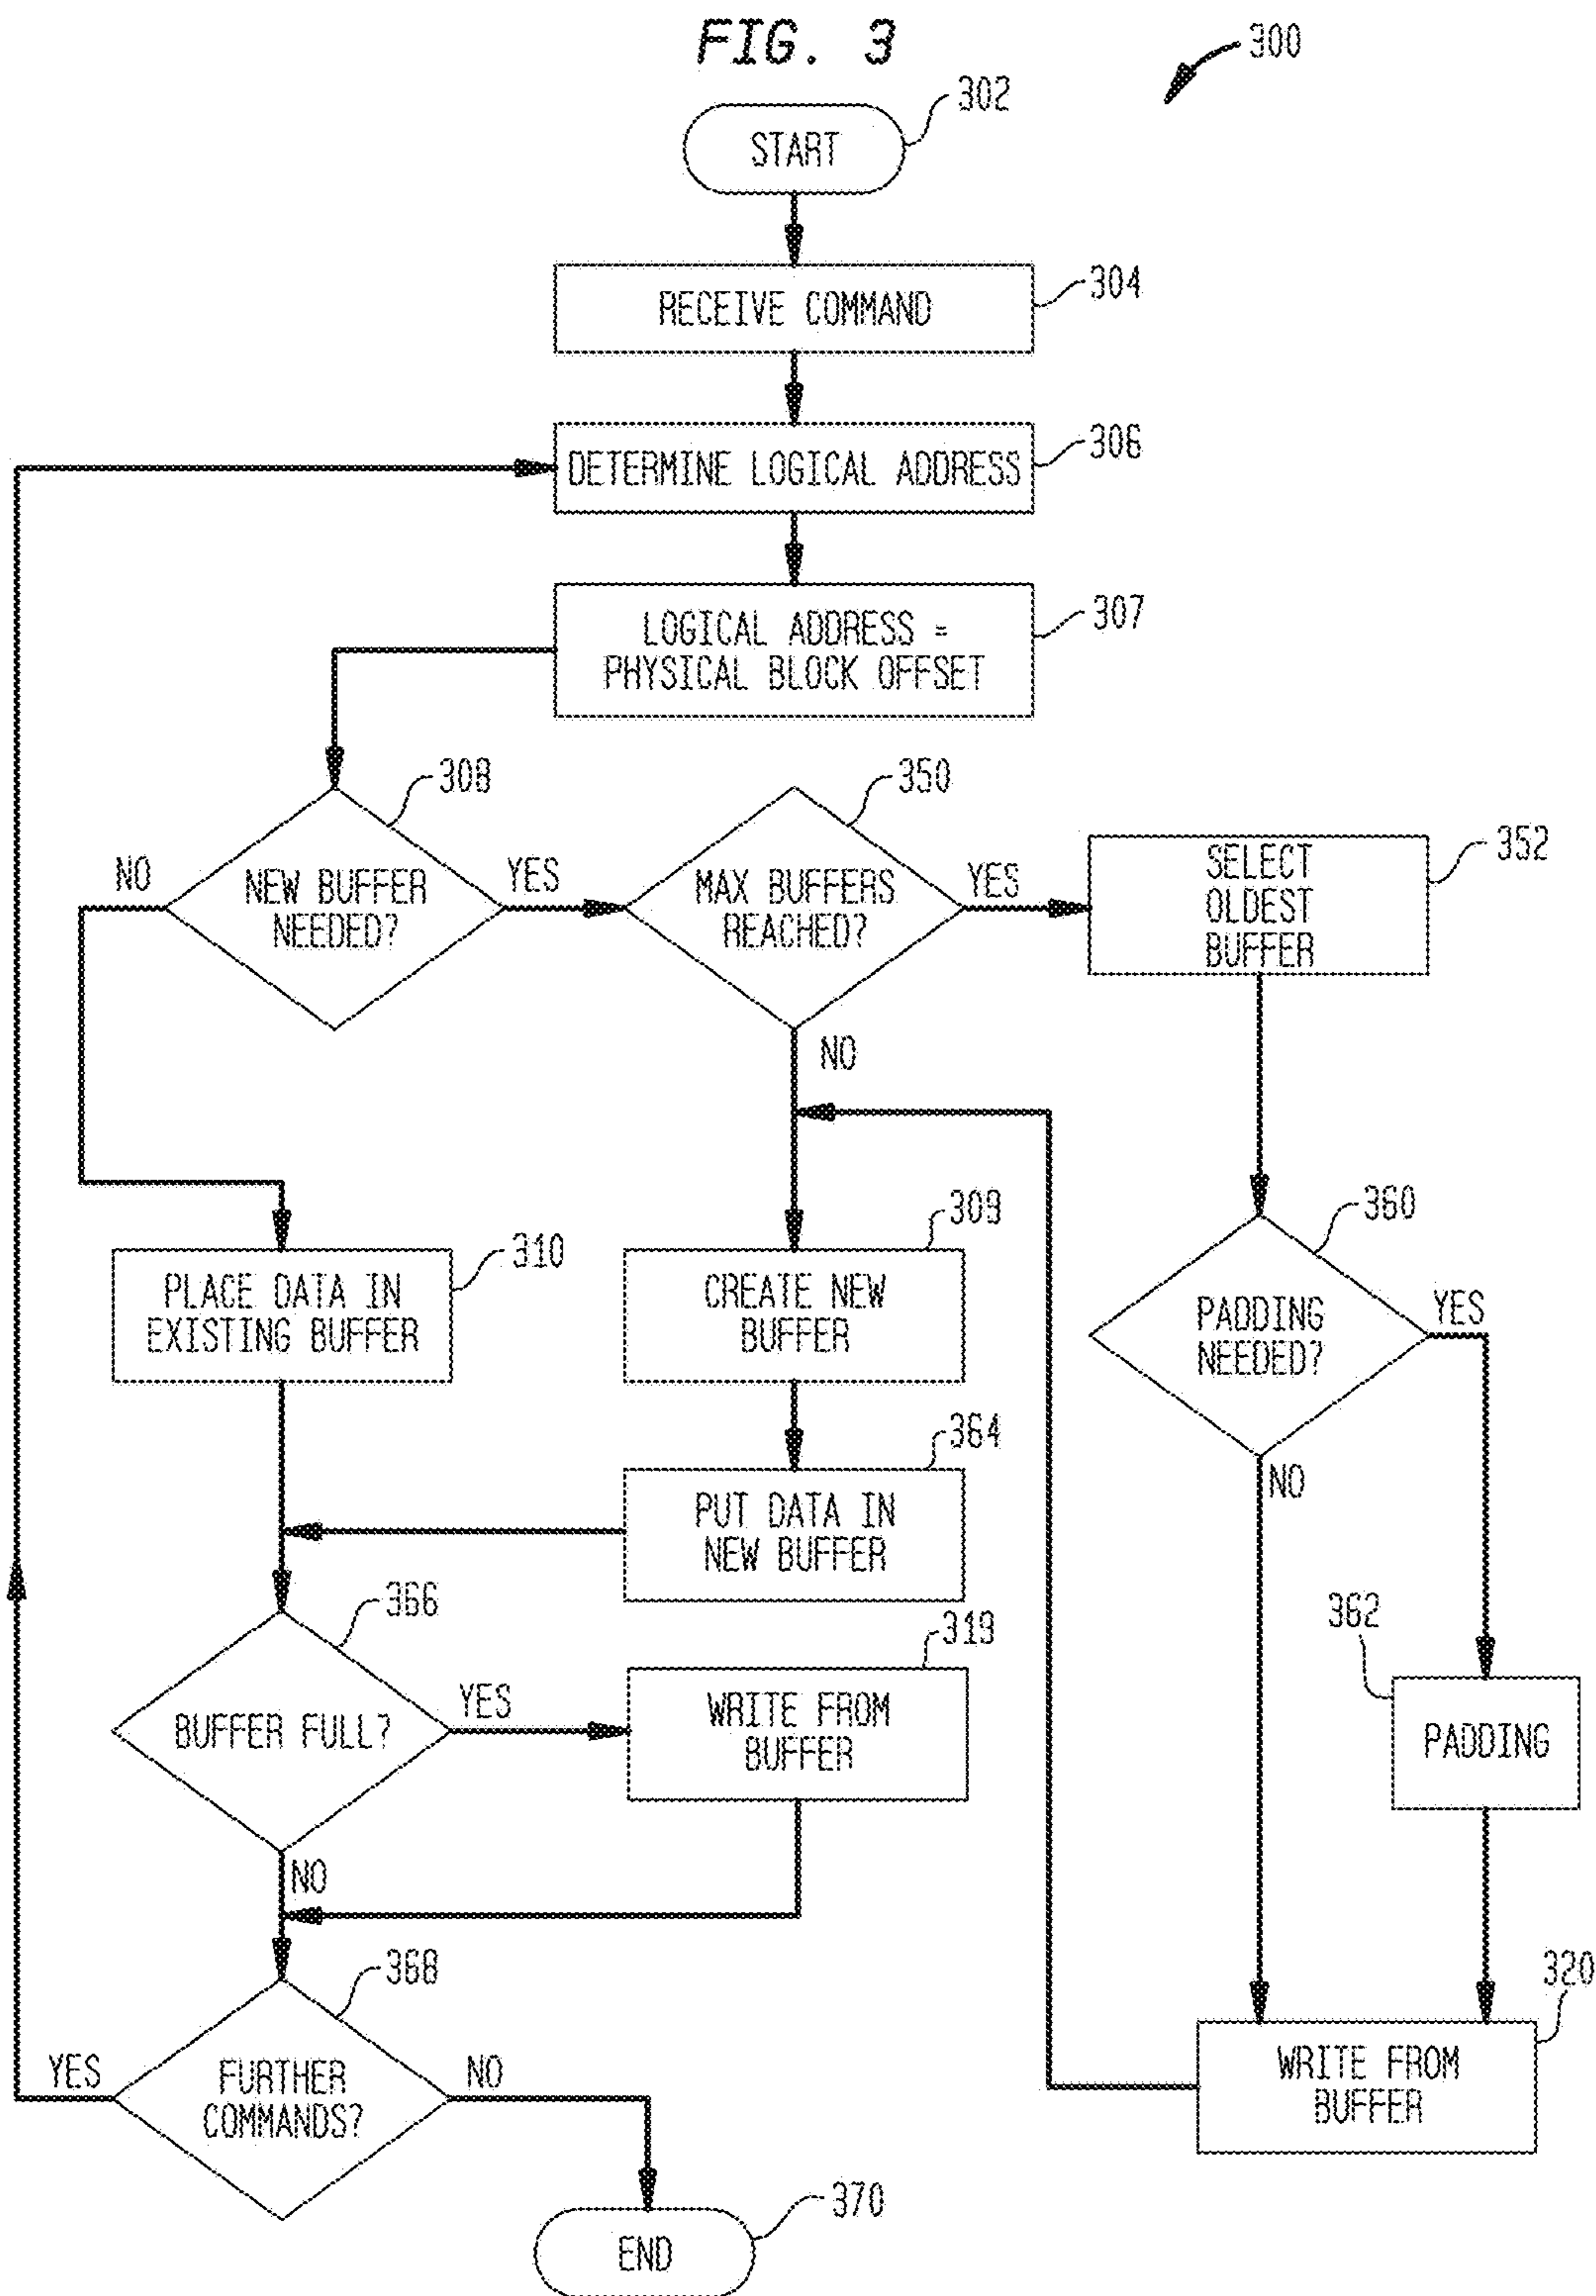 FIG. 3
300
302
START
304
RECEIVE COMMAND
306
DETERMINE LOGICAL ADDRESS
307
LOGICAL ADDRESS =
PHYSICAL BLOCK OFFSET
308
350
352
NO
NEW BUFFER
NEEDED?
YES
MAX BUFFERS
REACHED?
YES
SELECT
OLDEST
BUFFER
NO
310
PLACE DATA IN
EXISTING BUFFER
309
CREATE NEW
BUFFER
360
PADDING
NEEDED?
YES
NO
364
PUT DATA IN
NEW BUFFER
366
BUFFER FULL?
YES
319
WRITE FROM
BUFFER
362
PADDING
NO
368
YES
FURTHER
COMMANDS?
NO
320
WRITE FROM
BUFFER
370
END